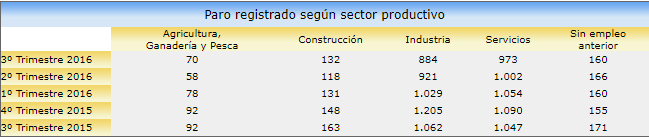 Paro registrado según sector productivo
Agricultura, Ganadería y Pesca Construcción Industria Servicios Sin empleo anterior
3º Trimestre 2016 70 132 884 973 160
2º Trimestre 2016 58 118 921 1.002 166
1º Trimestre 2016 78 131 1.029 1.054 160
4º Trimestre 2015 92 148 1.205 1.090 155
3º Trimestre 2015 92 163 1.062 1.047 171